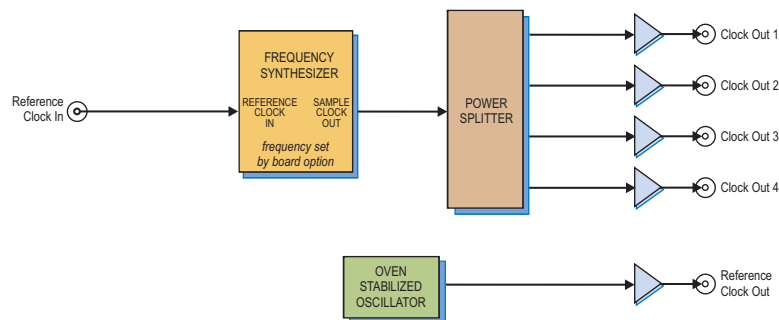 Reference
Clock In
FREQUENCY
SYNTHESIZER
REFERENCE
CLOCK
IN
SAMPLE
CLOCK
OUT
frequency set
by board option
POWER
SPLITTER
Clock Out 1
Clock Out 2
Clock Out 3
Clock Out 4
OVEN
STABILIZED
OSCILLATOR
Reference
Clock Out